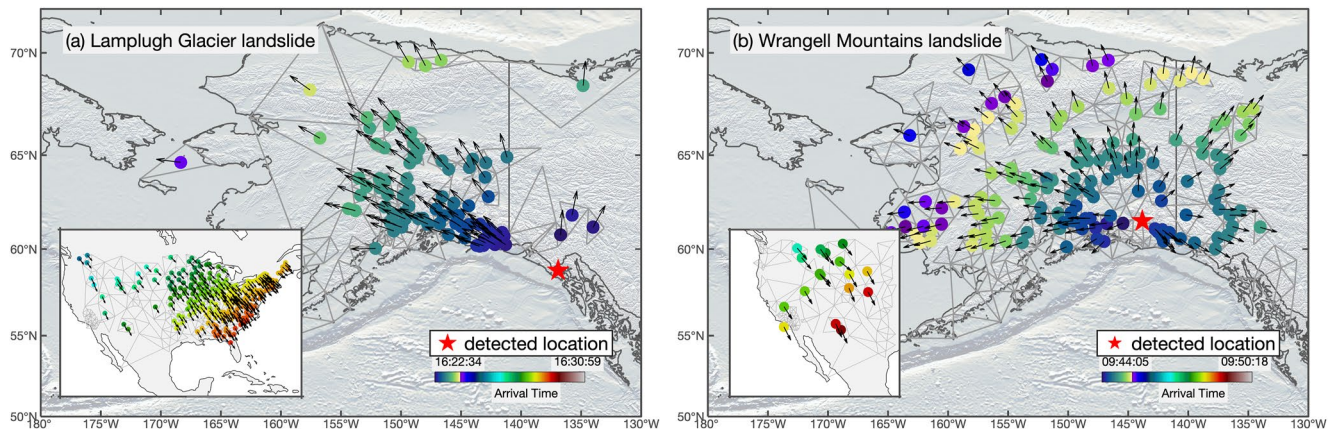 (a) Lamplugh Glacier landslide
70°N
65°N
60°N
55°N
50°N
detected location
16:22:34 16:30:59
Arrival Time
180° 175°W 170°W 165°W 160°W 155°W 150°W 145°W 140°W 135°W 130°W
(b) Wrangell Mountains landslide
70°N
65°N
60°N
55°N
50°N
detected location
09:44:05 09:50:18
Arrival Time
180° 175°W 170°W 165°W 160°W 155°W 150°W 145°W 140°W 135°W 130°W